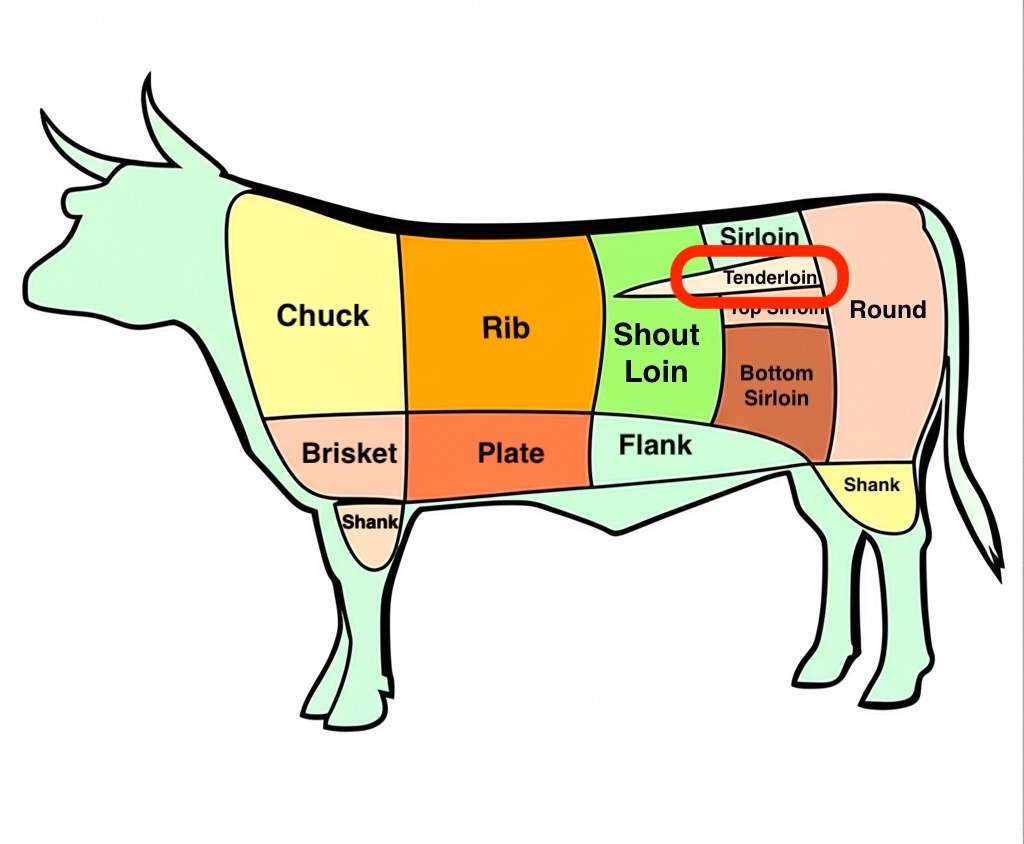 Sirloin
Tenderloin
Top Sirloin
Chuck
Rib
Shout
Loin
Round
Bottom
Sirloin
Brisket
Plate
Flank
Shank
Shank